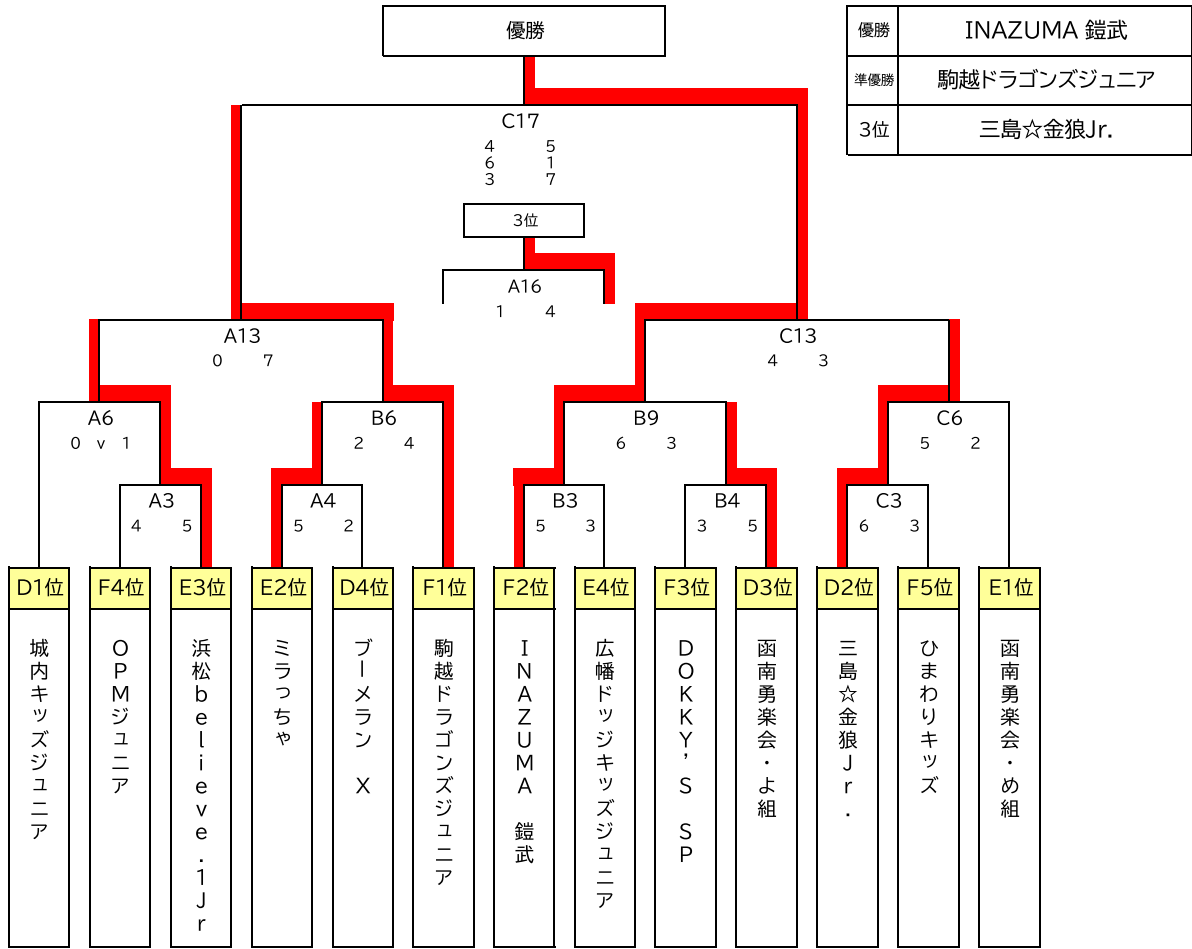 優勝
優勝 INAZUMA 鎧武
準優勝 駒越ドラゴンズジュニア
3位 三島☆金狼Jr.
C17
4 5
6 1
3 7
3位
A16
1 4
A13 C13
0 7 4 3
A6 B6 B9 C6
0 v 1 2 4 6 3 5 2
A3 A4 B3 B4 C3
4 5 5 2 5 3 3 5 6 3
D1位 F4位 E3位 E2位 D4位 F1位 F2位 E4位 F3位 D3位 D2位 F5位 E1位
城内キッズジュニア
OPMジュニア
浜松believe.1Jr
ミラっちゃ
ブーメラン X
駒越ドラゴンズジュニア
INAZUMA 鎧武
広幡ドッジキッズジュニア
DOKKY'S SP
函南勇楽会・よ組
三島☆金狼Jr.
ひまわりキッズ
函南勇楽会・め組